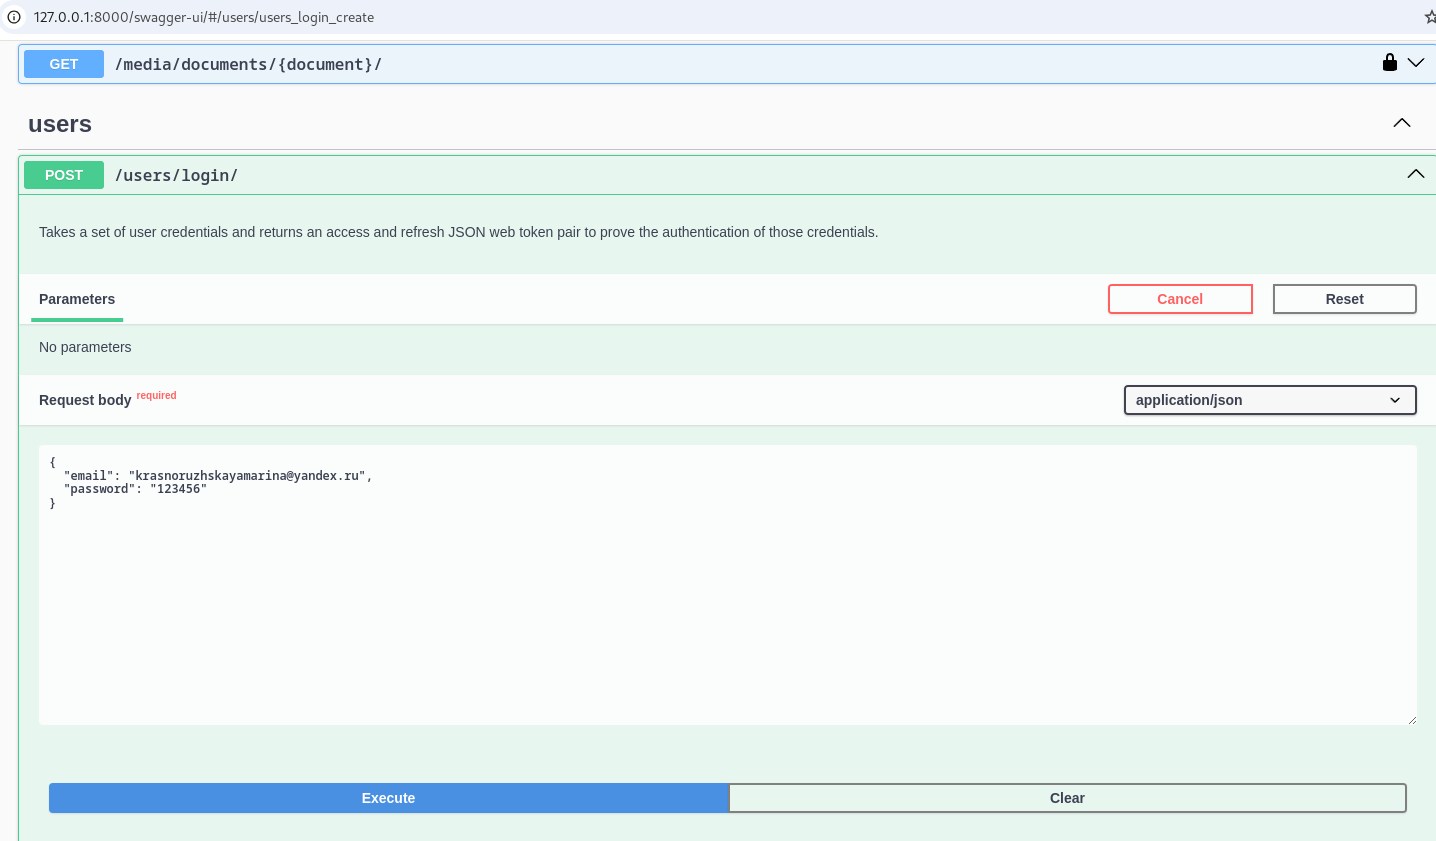 127.0.0.1:8000/swagger-ui/#/users/users_login_create
GET /media/documents/{document}/
users
POST /users/login/
Takes a set of user credentials and returns an access and refresh JSON web token pair to prove the authentication of those credentials.
Parameters Cancel Reset
No parameters
Request body required application/json
{
  "email": "krasnoruzhskayamarina@yandex.ru",
  "password": "123456"
}
Execute Clear